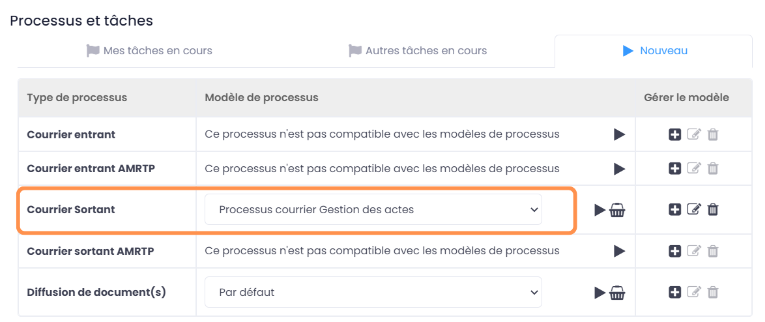 Processus et tâches
Mes tâches en cours Autres tâches en cours Nouveau
Type de processus Modèle de processus Gérer le modèle
Courrier entrant Ce processus n'est pas compatible avec les modèles de processus
Courrier entrant AMRTP Ce processus n'est pas compatible avec les modèles de processus
Courrier Sortant Processus courrier Gestion des actes
Courrier sortant AMRTP Ce processus n'est pas compatible avec les modèles de processus
Diffusion de document(s) Par défaut